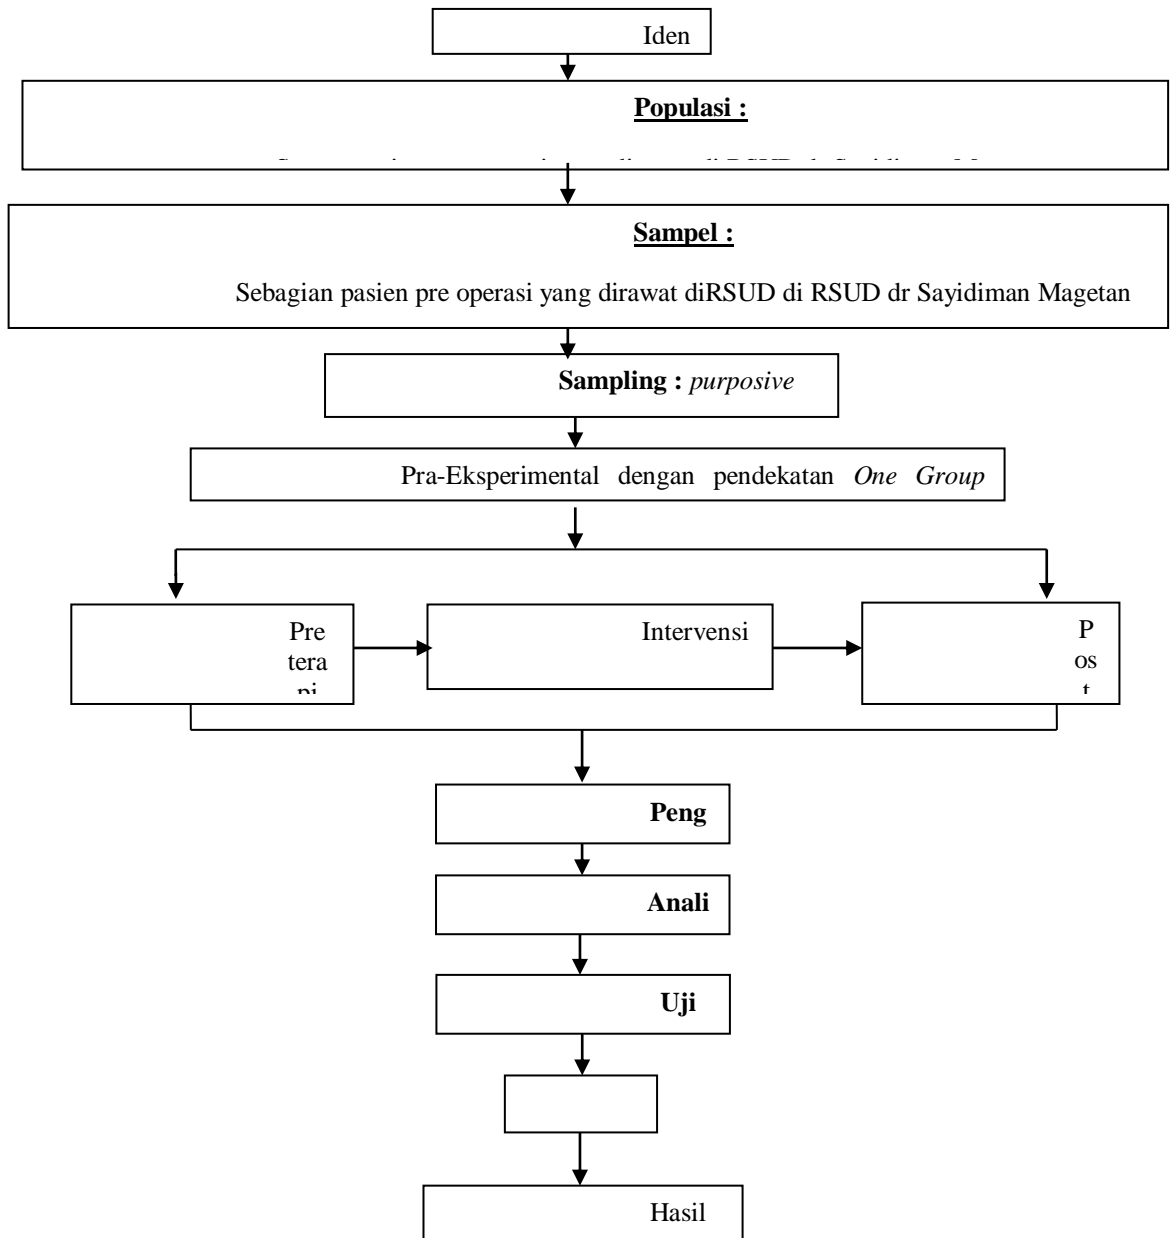 Iden
Populasi :
Sampel :
Sebagian pasien pre operasi yang dirawat diRSUD di RSUD dr Sayidiman Magetan
Sampling : purposive
Pra-Eksperimental dengan pendekatan One Group
Pre
tera
pi
Intervensi
P
os
t
Peng
Anali
Uji
Hasil